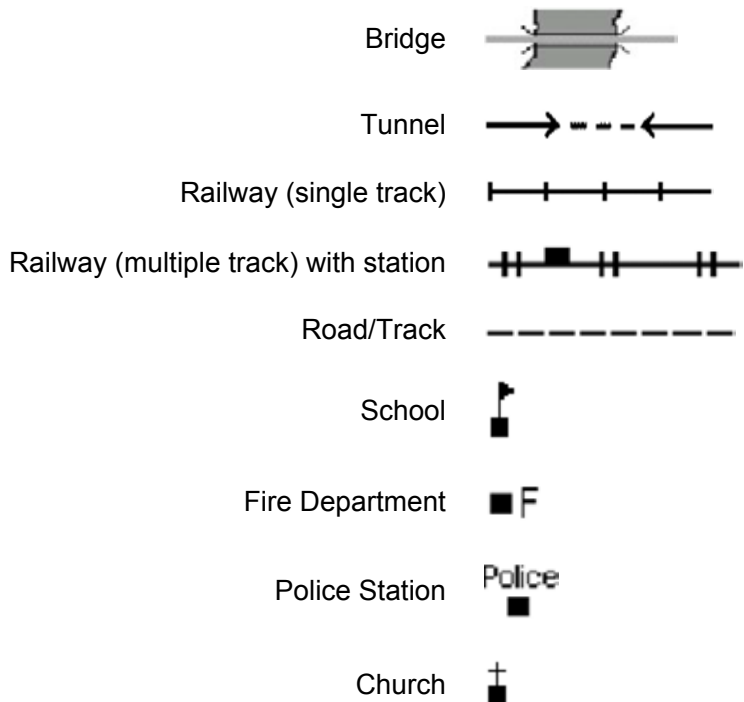 Bridge
Tunnel
Railway (single track)
Railway (multiple track) with station
Road/Track
School
Fire Department
F
Police Station
Police
Church